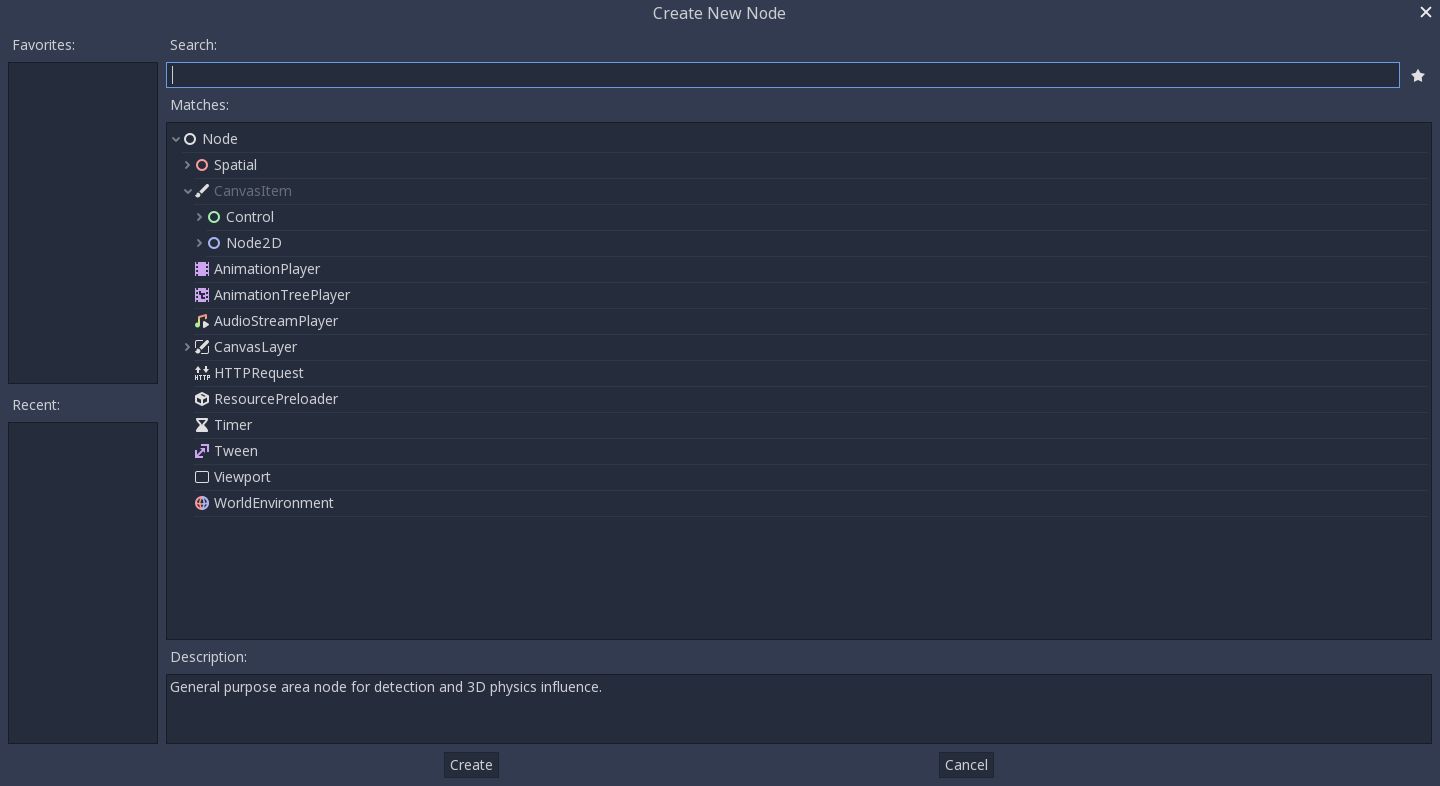 Create New Node
Favorites:
Search:
Matches:
Node
Spatial
CanvasItem
Control
Node2D
AnimationPlayer
AnimationTreePlayer
AudioStreamPlayer
CanvasLayer
HTTP
HTTPRequest
ResourcePreloader
Timer
Tween
Viewport
WorldEnvironment
Recent:
Description:
General purpose area node for detection and 3D physics influence.
Create
Cancel